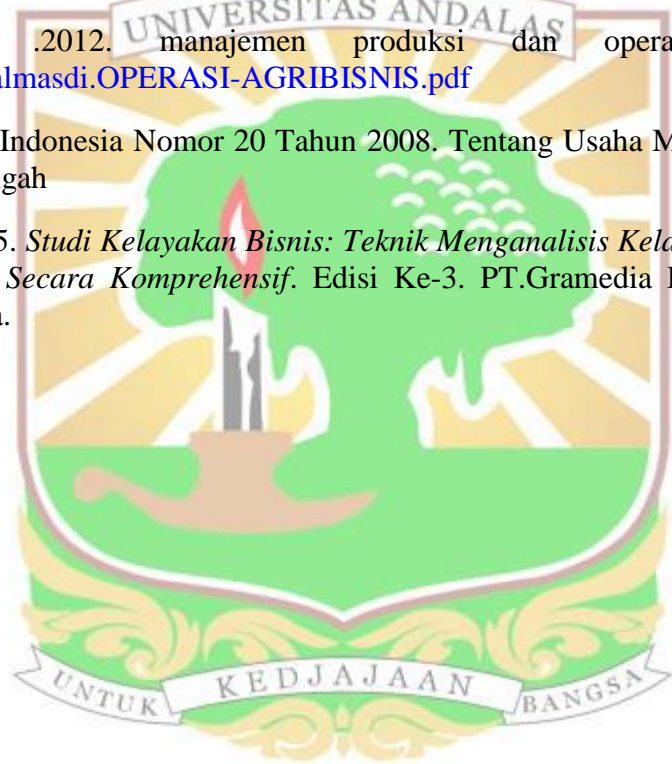 UNIVERSITAS ANDALAS
.2012. manajemen produksi dan opera
almasdi.OPERASI-AGRIBISNIS.pdf
Indonesia Nomor 20 Tahun 2008. Tentang Usaha M
gah
5. Studi Kelayakan Bisnis: Teknik Menganalisis Kela
Secara Komprehensif. Edisi Ke-3. PT.Gramedia
a.
UNTUK KEDJAJAAN BANGSA